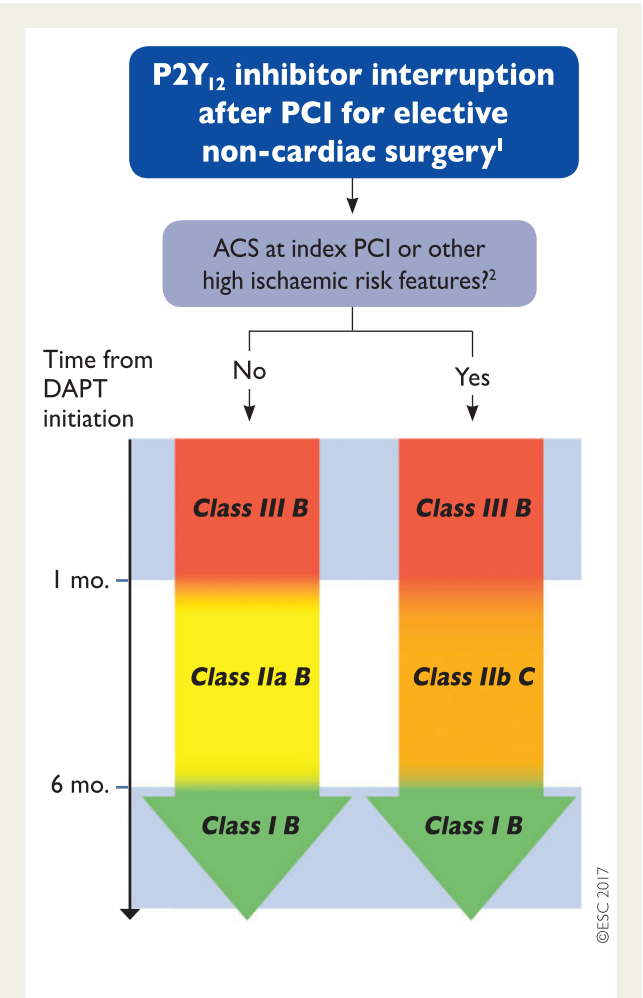 P2Y₁₂ inhibitor interruption
after PCI for elective
non-cardiac surgery¹
ACS at index PCI or other
high ischaemic risk features?²
Time from
DAPT
initiation
No
Yes
Class III B
Class III B
1 mo.
Class IIa B
Class IIb C
6 mo.
Class I B
Class I B
©ESC 2017